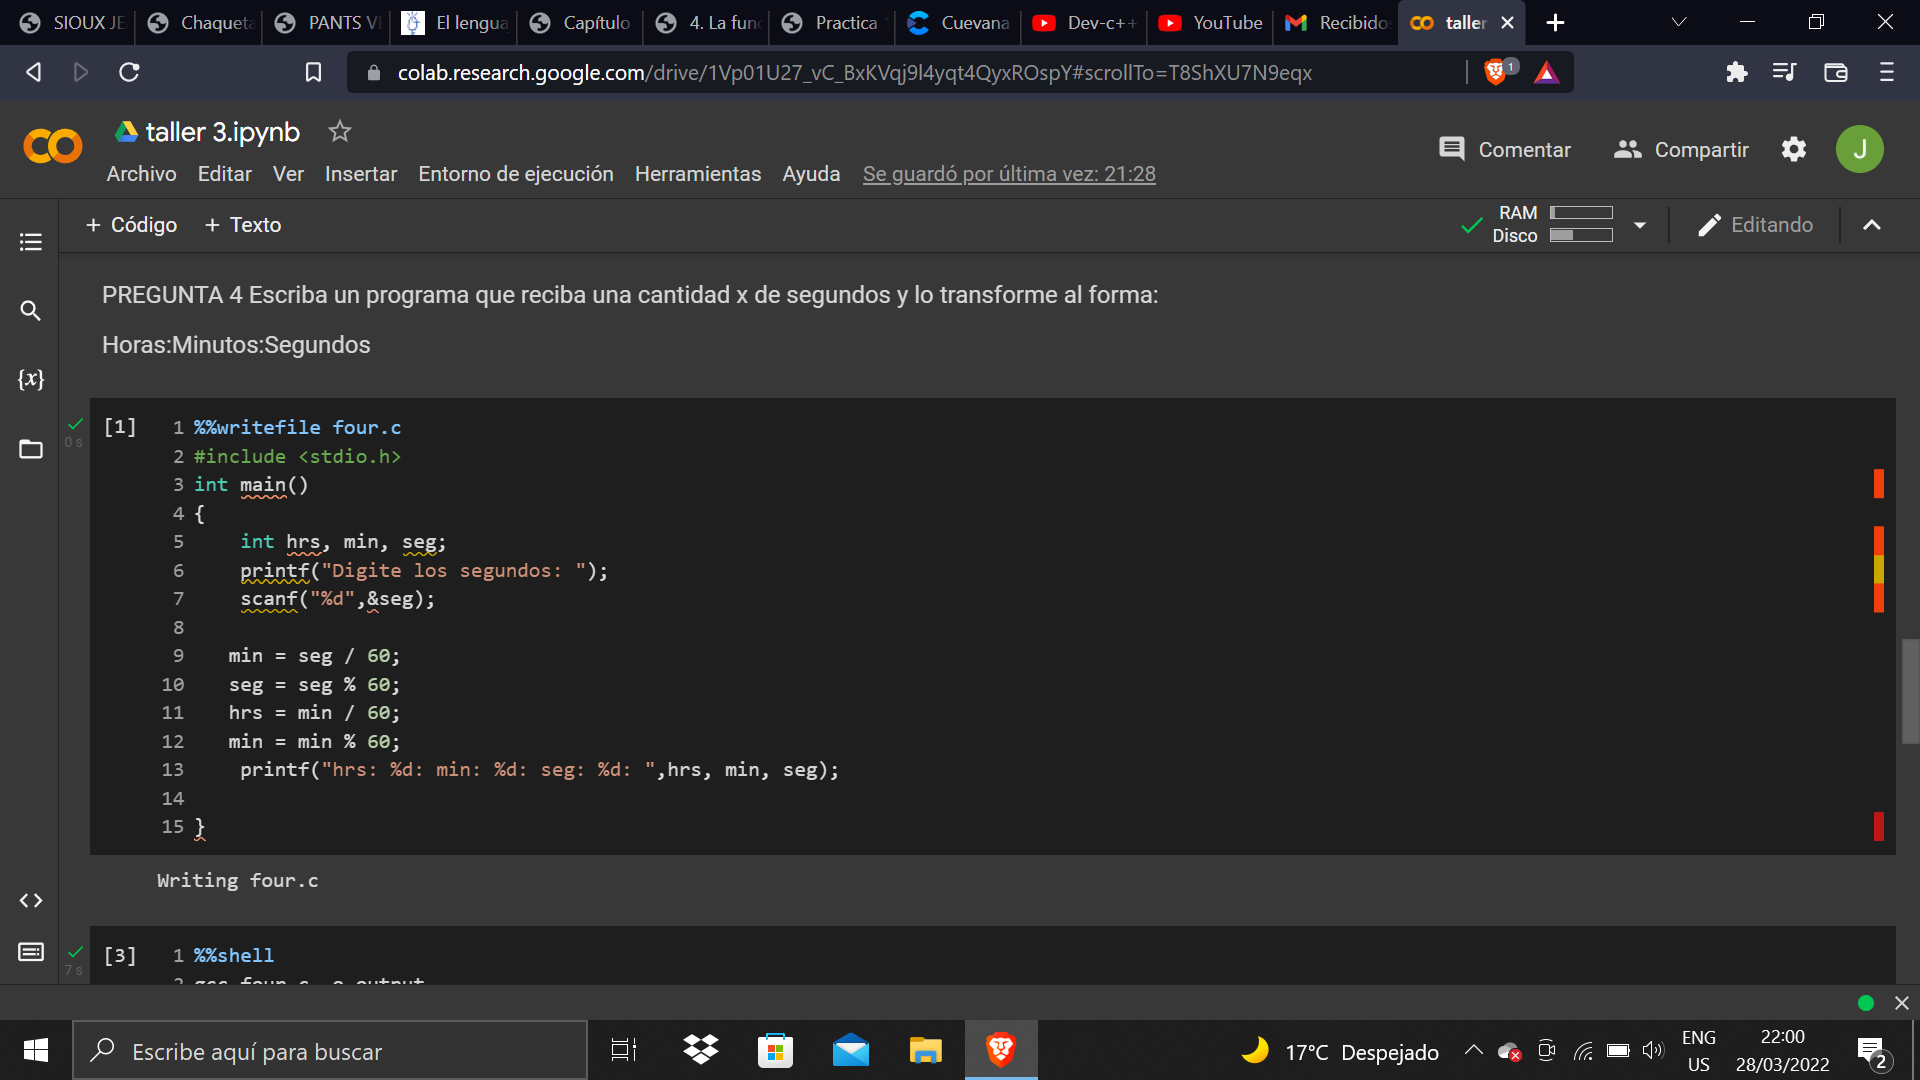 SIOUX JE
Chaqueta
PANTS V
El lengua
Capítulo
4. La fun
Practica
Cuevana
Dev-c++
YouTube
Recibido
taller
colab.research.google.com/drive/1Vp01U27_vC_BxKVqj9l4yqt4QyxROspY#scrollTo=T8ShXU7N9eqx
1
taller 3.ipynb
Comentar
Compartir
J
Archivo Editar Ver Insertar Entorno de ejecución Herramientas Ayuda Se guardó por última vez: 21:28
+ Código + Texto
RAM
Disco
Editando
PREGUNTA 4 Escriba un programa que reciba una cantidad x de segundos y lo transforme al forma:
Horas:Minutos:Segundos
{x}
0 s
[1]
1 %%writefile four.c
2 #include <stdio.h>
3 int main()
4 {
5     int hrs, min, seg;
6     printf("Digite los segundos: ");
7     scanf("%d",&seg);
8
9    min = seg / 60;
10    seg = seg % 60;
11    hrs = min / 60;
12    min = min % 60;
13     printf("hrs: %d: min: %d: seg: %d: ",hrs, min, seg);
14
15 }
Writing four.c
7 s
[3]
1 %%shell
2 gcc four.c -o output
Escribe aquí para buscar
17°C Despejado
ENG
US
22:00
28/03/2022
2